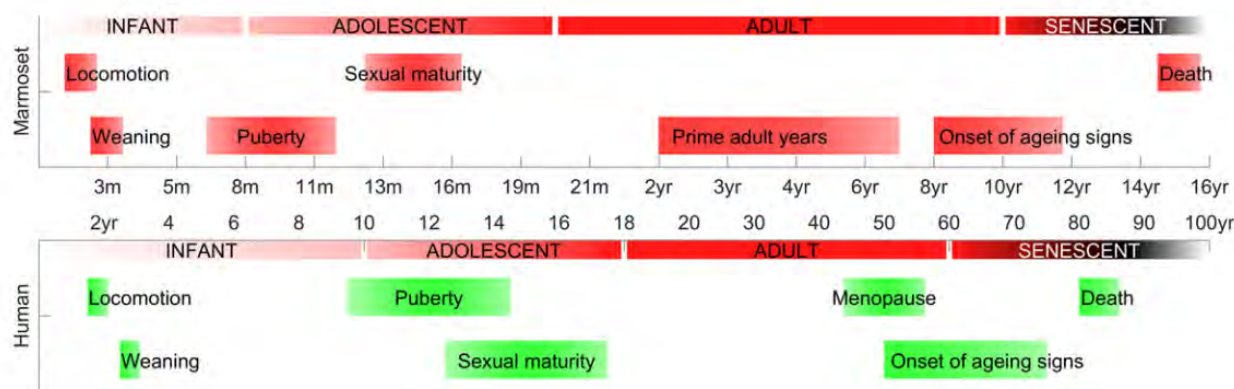 INFANT ADOLESCENT ADULT SENESCENT
Marmoset
Locomotion Sexual maturity Death
Weaning Puberty Prime adult years Onset of ageing signs
3m 5m 8m 11m 13m 16m 19m 21m 2yr 3yr 4yr 6yr 8yr 10yr 12yr 14yr 16yr
2yr 4 6 8 10 12 14 16 18 20 30 40 50 60 70 80 90 100yr
INFANT ADOLESCENT ADULT SENESCENT
Human
Locomotion Puberty Menopause Death
Weaning Sexual maturity Onset of ageing signs